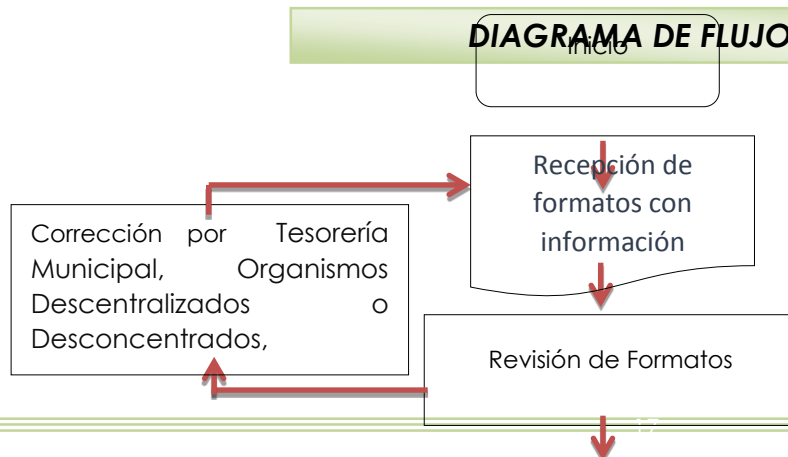 DIAGRAMA DE FLUJO
Inicio
Recepción de
formatos con
información
Corrección por Tesorería
Municipal, Organismos
Descentralizados o
Desconcentrados,
Revisión de Formatos
17